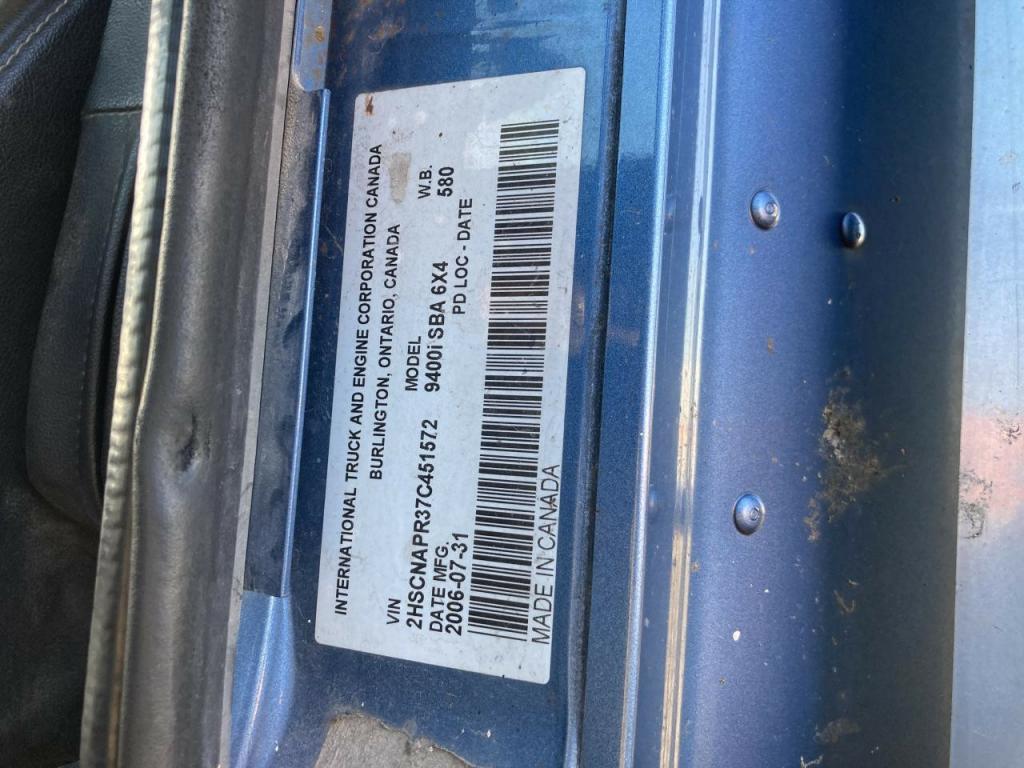 INTERNATIONAL TRUCK AND ENGINE CORPORATION CANADA
BURLINGTON, ONTARIO, CANADA
VIN MODEL W.B.
2HSCNAPR37C451572 9400i SBA 6X4 580
DATE MFG. PD LOC - DATE
2006-07-31
MADE IN CANADA